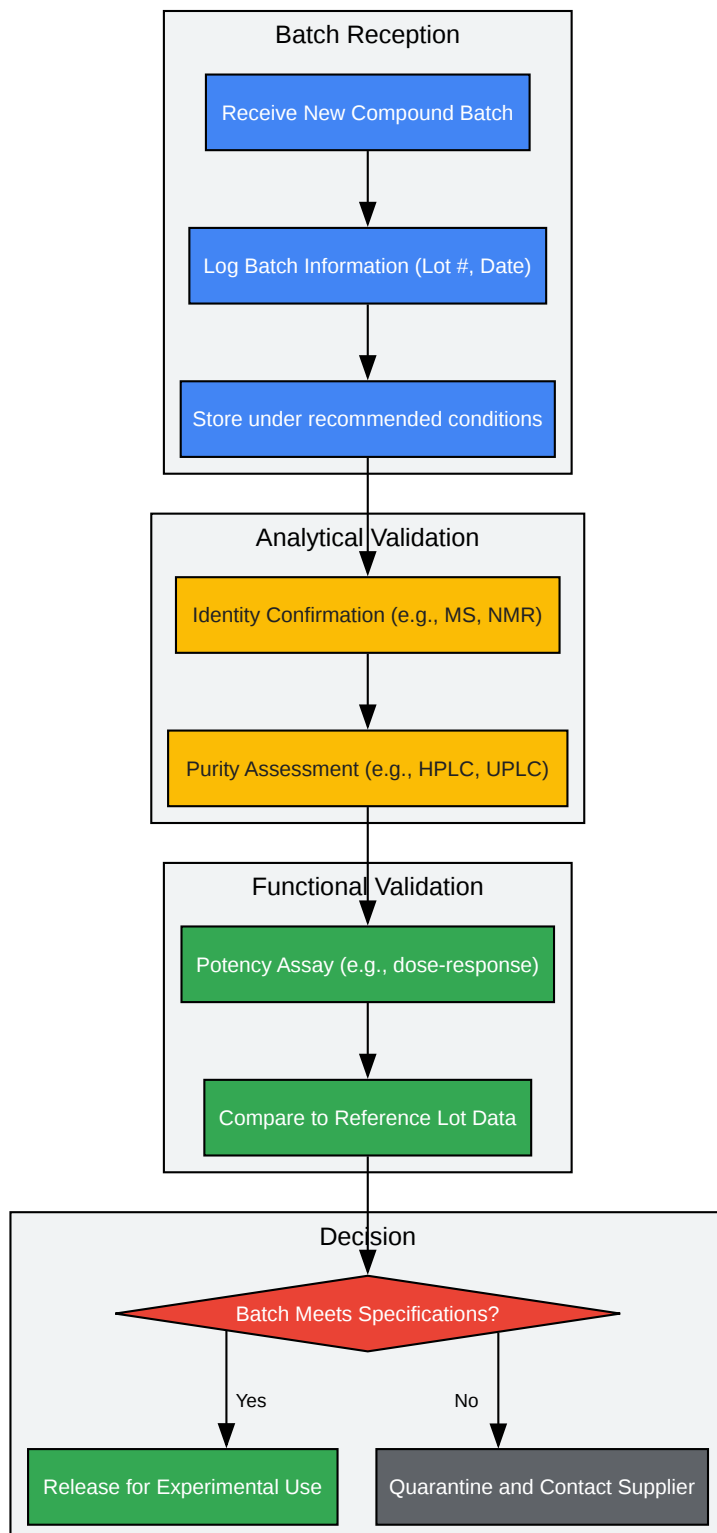 Batch Reception
Receive New Compound Batch
Log Batch Information (Lot #, Date)
Store under recommended conditions
Analytical Validation
Identity Confirmation (e.g., MS, NMR)
Purity Assessment (e.g., HPLC, UPLC)
Functional Validation
Potency Assay (e.g., dose-response)
Compare to Reference Lot Data
Decision
Batch Meets Specifications?
Yes
No
Release for Experimental Use
Quarantine and Contact Supplier